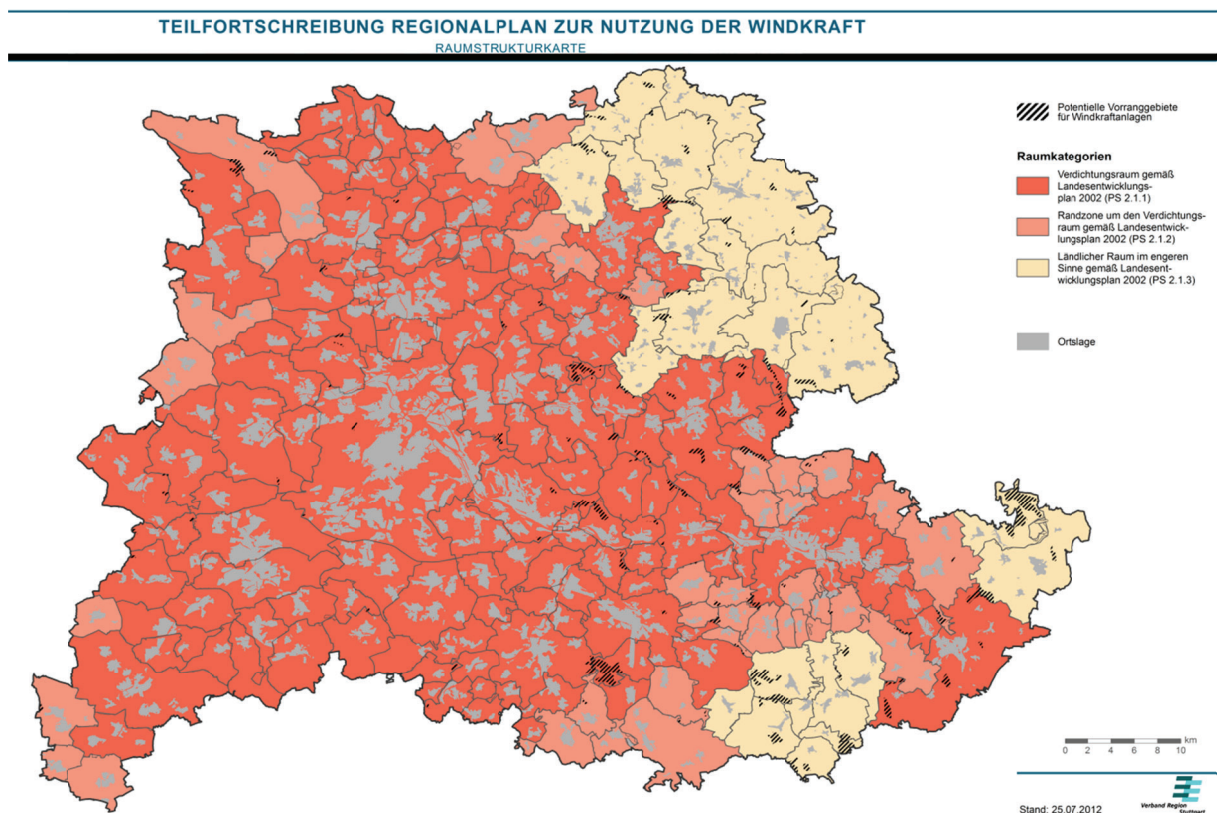 TEILFORTSCHREIBUNG REGIONALPLAN ZUR NUTZUNG DER WINDKRAFT
RAUMSTRUKTURKARTE
Potentielle Vorranggebiete
für Windkraftanlagen
Raumkategorien
Verdichtungsraum gemäß
Landesentwicklungs-
plan 2002 (PS 2.1.1)
Randzone um den Verdichtungs-
raum gemäß Landesentwick-
lungsplan 2002 (PS 2.1.2)
Ländlicher Raum im engeren
Sinne gemäß Landesent-
wicklungsplan 2002 (PS 2.1.3)
Ortslage
km
0 2 4 6 8 10
Stand: 25.07.2012
Verband Region
Stuttgart